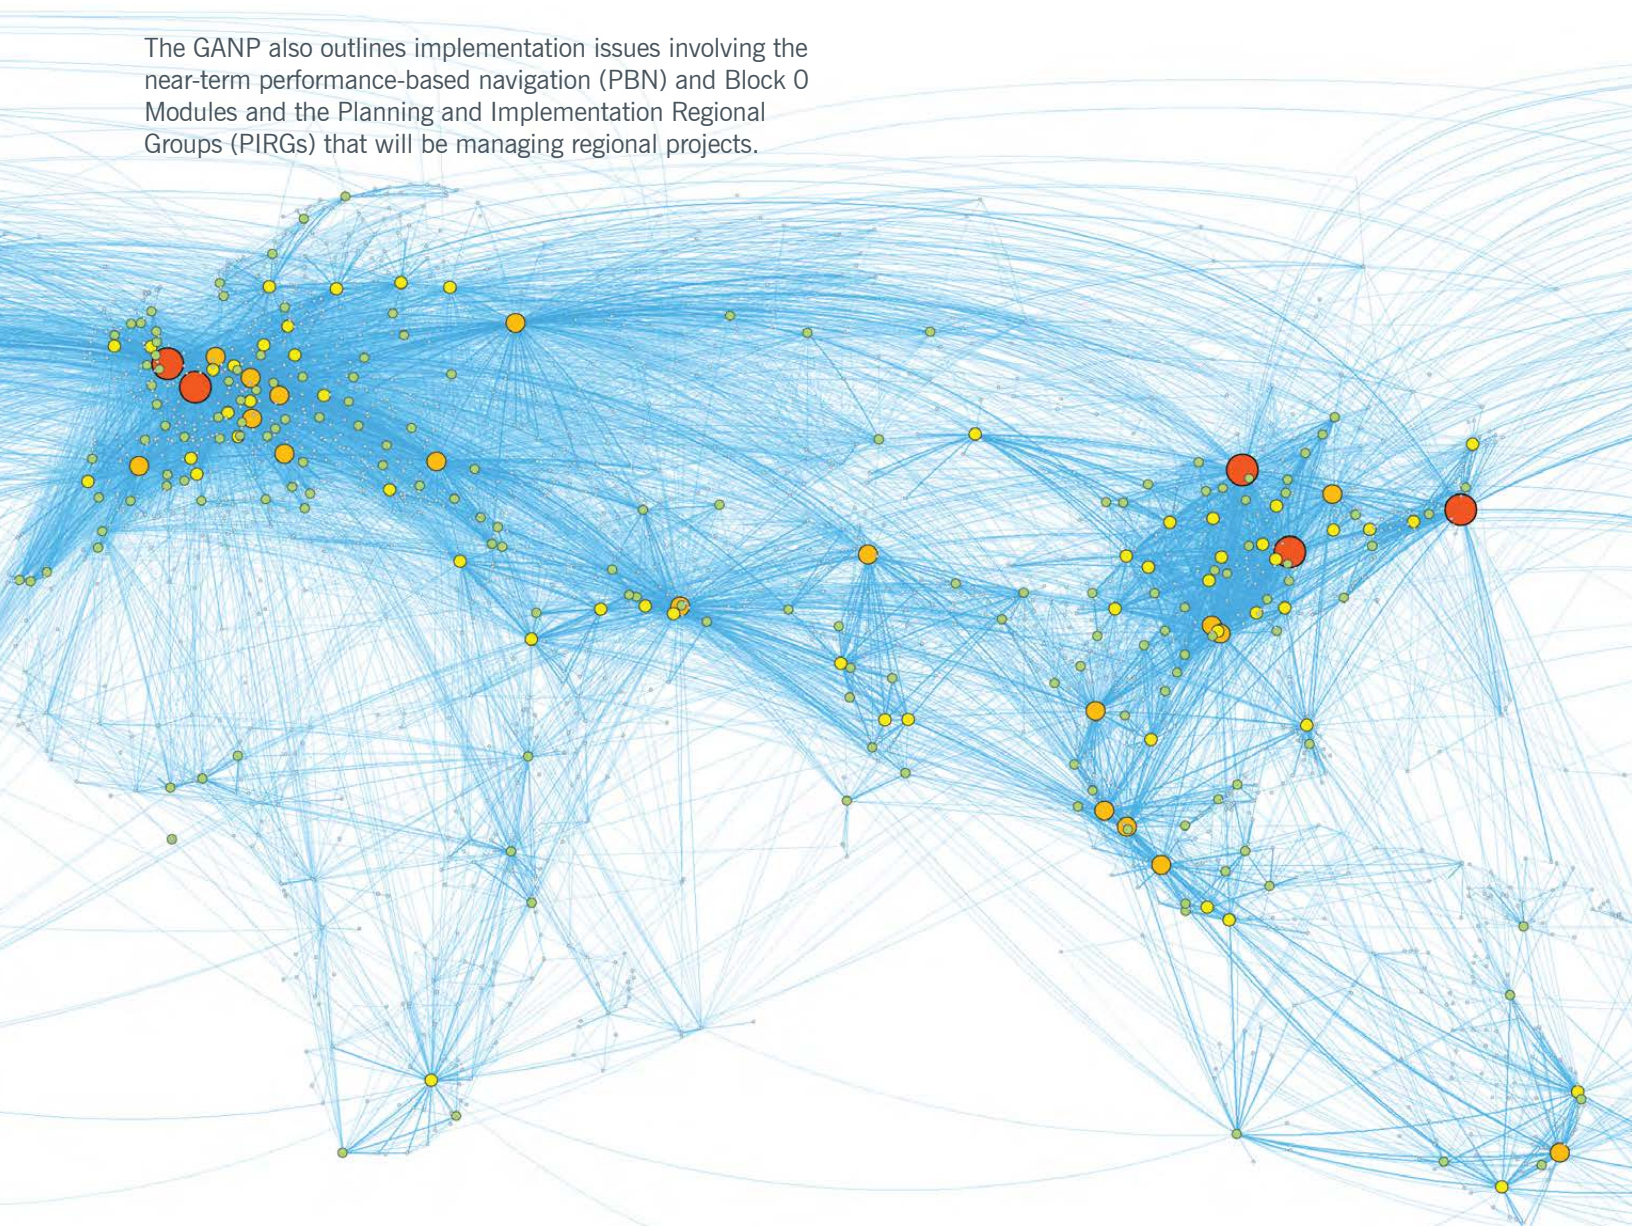 The GANP also outlines implementation issues involving the
near-term performance-based navigation (PBN) and Block 0
Modules and the Planning and Implementation Regional
Groups (PIRGs) that will be managing regional projects.